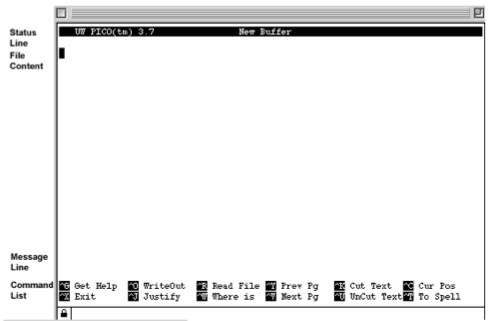 Status
Line
UW PICO(tm) 3.7 New Buffer
File
Content
Message
Line
Command
List
^G Get Help ^O WriteOut ^R Read File ^Y Prev Pg ^K Cut Text ^C Cur Pos
^X Exit ^J Justify ^W Where is ^V Next Pg ^U UnCut Text ^T To Spell